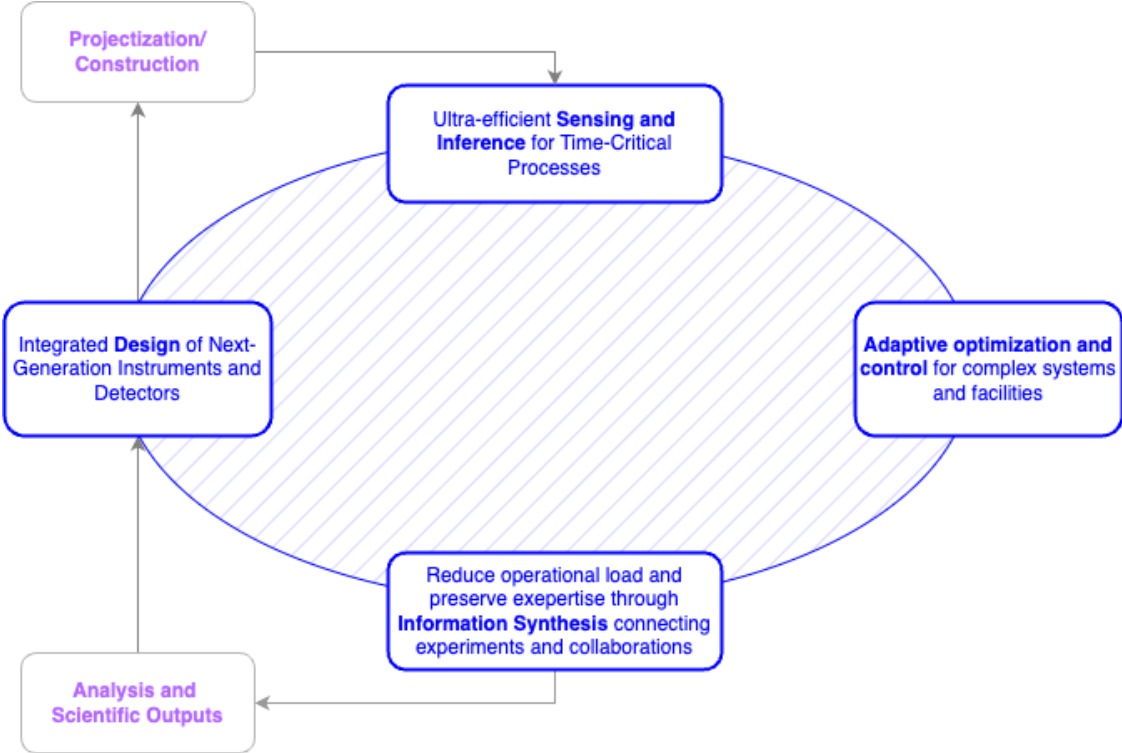 Projectization/
Construction
Ultra-efficient Sensing and
Inference for Time-Critical
Processes
Integrated Design of Next-
Generation Instruments and
Detectors
Adaptive optimization and
control for complex systems
and facilities
Reduce operational load and
preserve exepertise through
Information Synthesis connecting
experiments and collaborations
Analysis and
Scientific Outputs